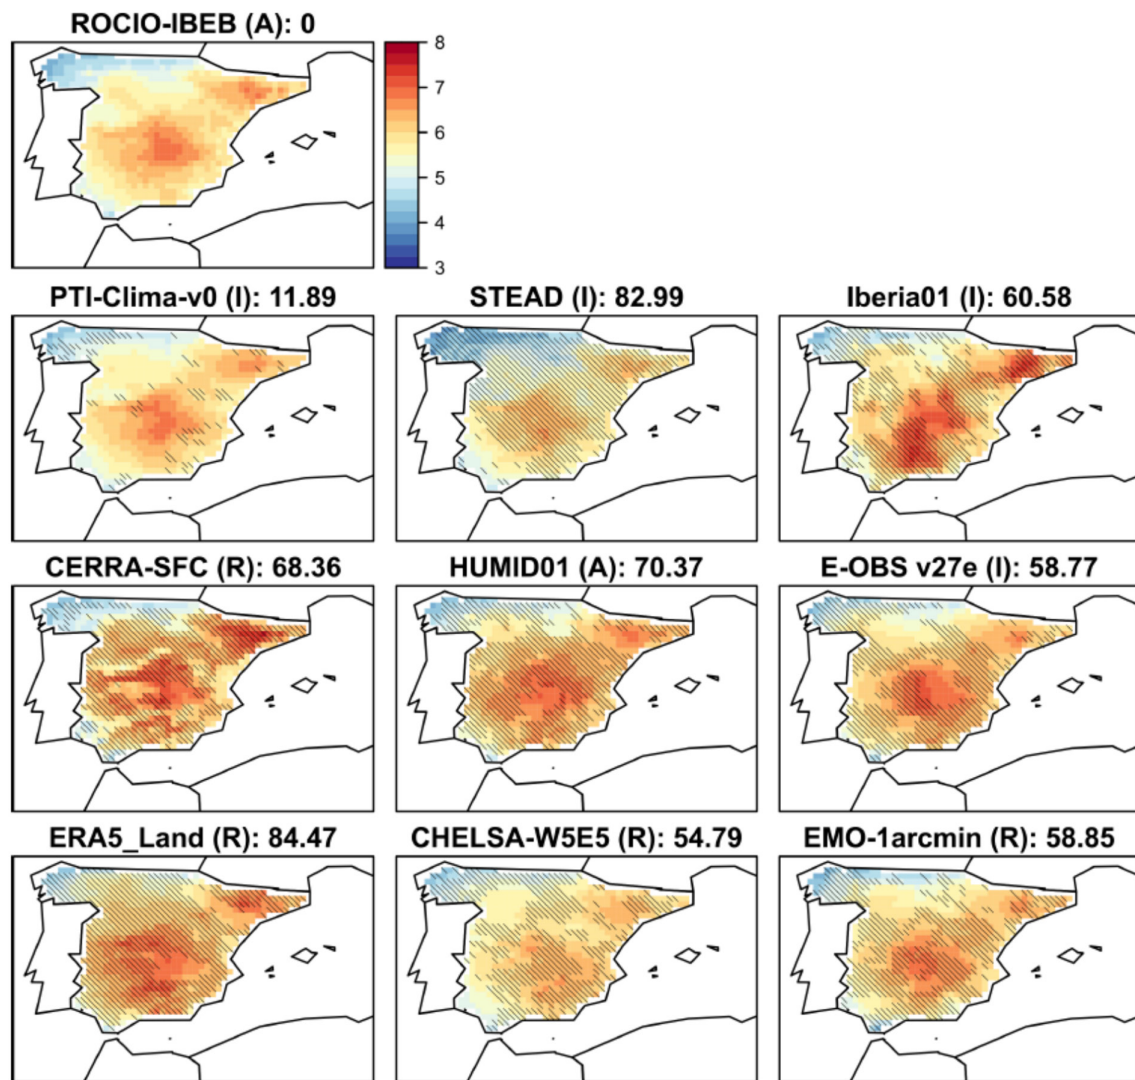 ROCIO-IBEB (A): 0
8
7
6
5
4
3
PTI-Clima-v0 (I): 11.89
STEAD (I): 82.99
Iberia01 (I): 60.58
CERRA-SFC (R): 68.36
HUMID01 (A): 70.37
E-OBS v27e (I): 58.77
ERA5_Land (R): 84.47
CHELSA-W5E5 (R): 54.79
EMO-1arcmin (R): 58.85